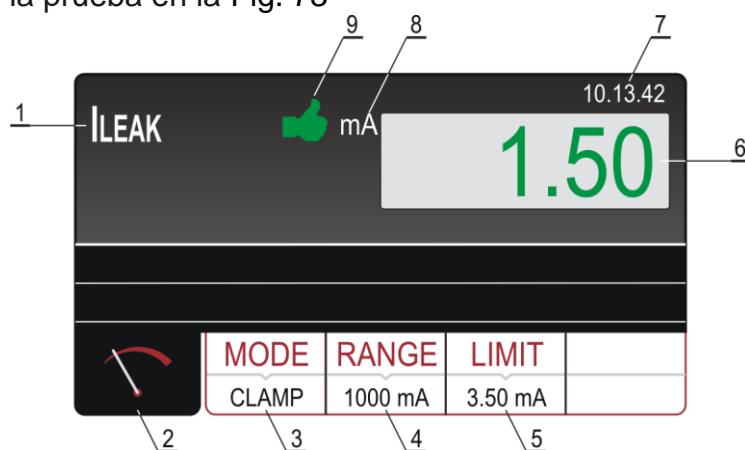 la prueba en la Fig. 78
9 8 7
10.13.42
1 ILEAK mA
1.50 6
MODE RANGE LIMIT
CLAMP 1000 mA 3.50 mA
2 3 4 5